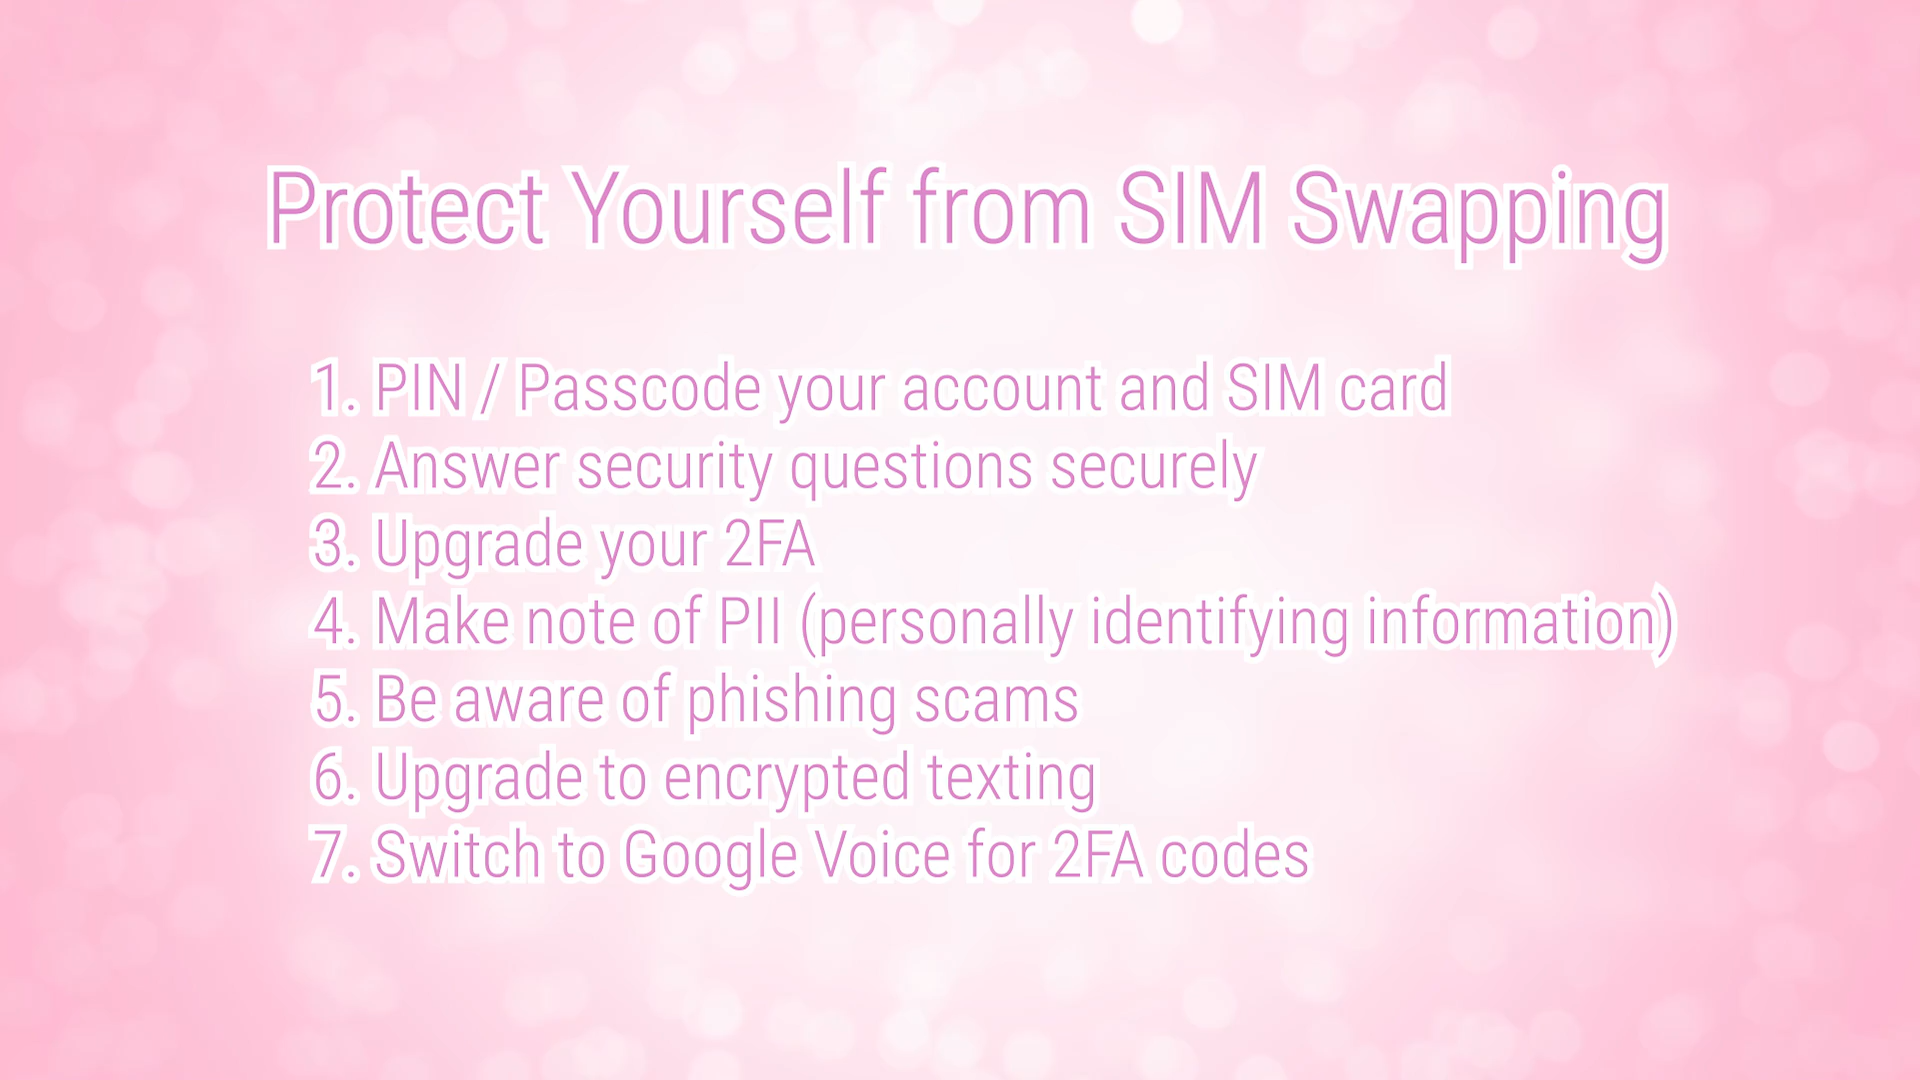 Protect Yourself from SIM Swapping
1. PIN / Passcode your account and SIM card
2. Answer security questions securely
3. Upgrade your 2FA
4. Make note of PII (personally identifying information)
5. Be aware of phishing scams
6. Upgrade to encrypted texting
7. Switch to Google Voice for 2FA codes